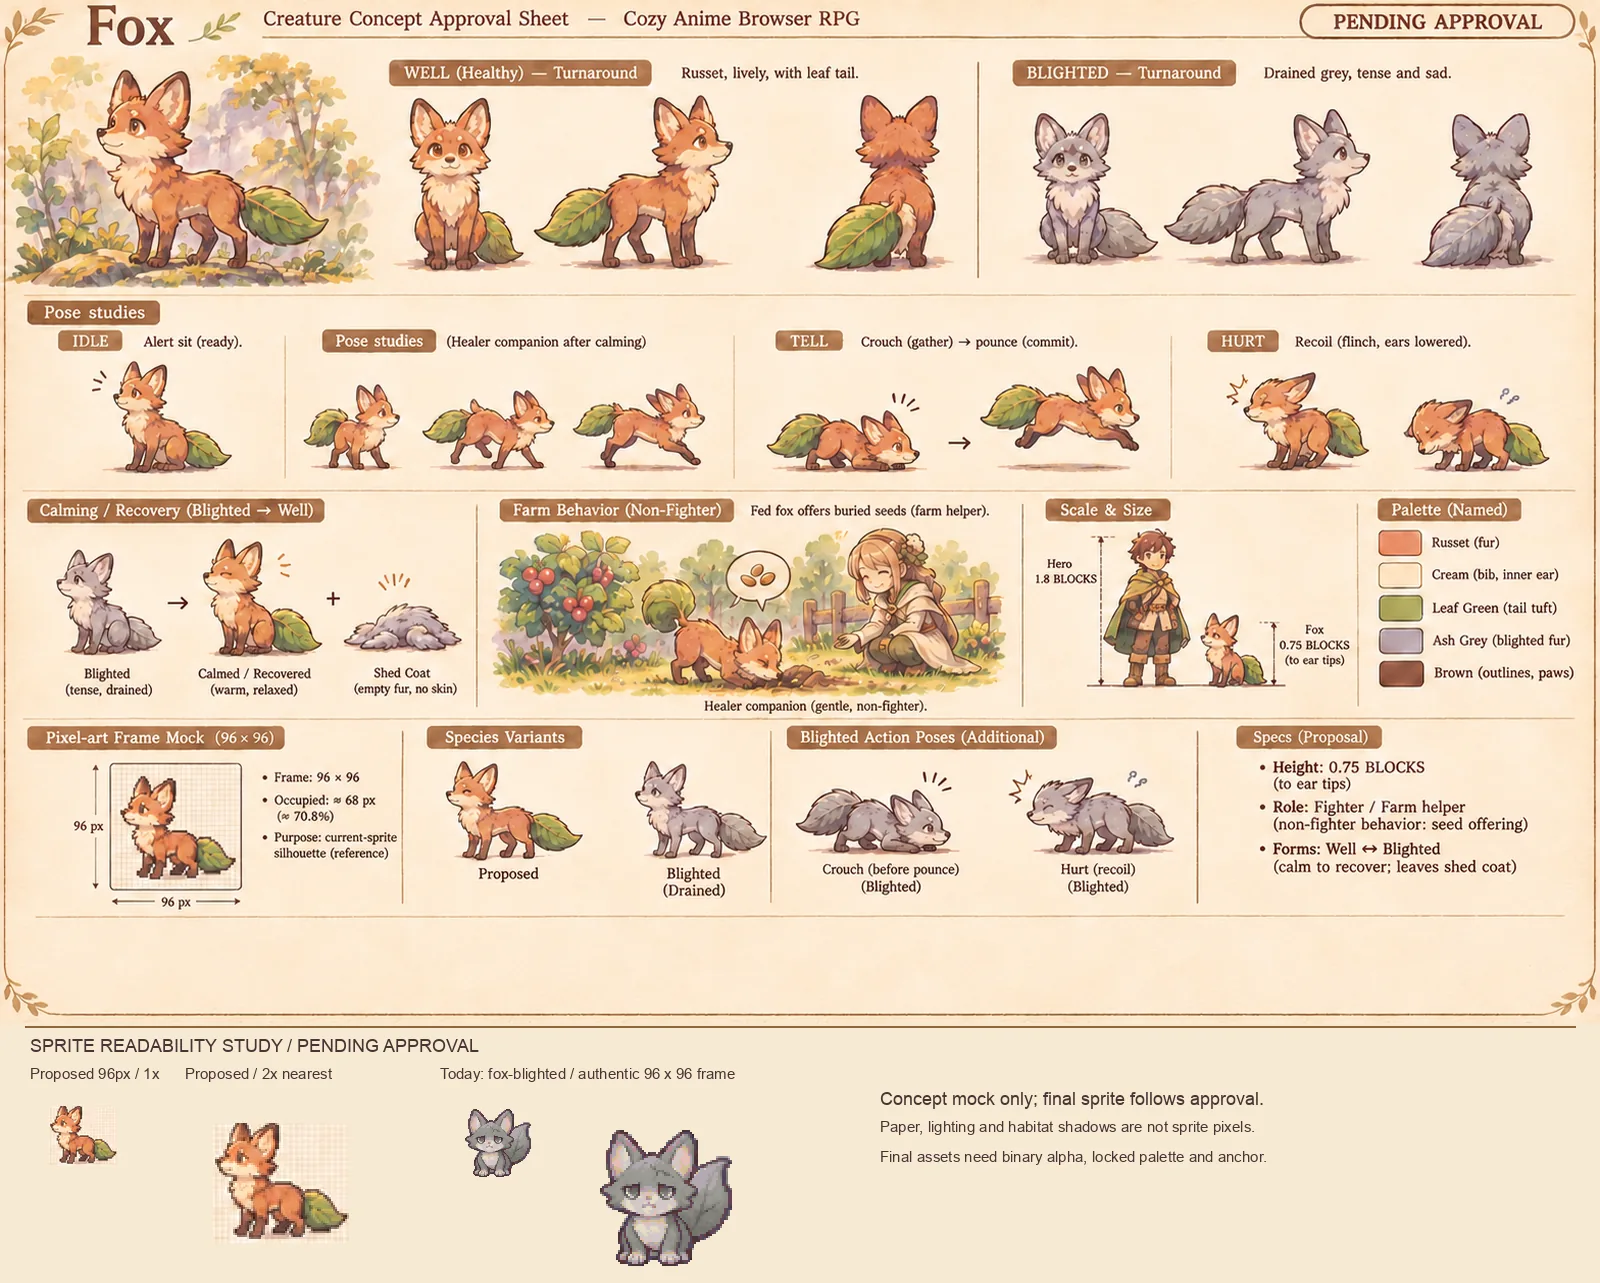 Fox
Creature Concept Approval Sheet — Cozy Anime Browser RPG
PENDING APPROVAL
WELL (Healthy) — Turnaround
Russet, lively, with leaf tail.
BLIGHTED — Turnaround
Drained grey, tense and sad.
Pose studies
IDLE
Alert sit (ready).
Pose studies
(Healer companion after calming)
TELL
Crouch (gather) → pounce (commit).
HURT
Recoil (flinch, ears lowered).
Calming / Recovery (Blighted → Well)
Blighted
(tense, drained)
Calmed / Recovered
(warm, relaxed)
Shed Coat
(empty fur, no skin)
Farm Behavior (Non-Fighter)
Fed fox offers buried seeds (farm helper).
Healer companion (gentle, non-fighter).
Scale & Size
Hero
1.8 BLOCKS
Fox
0.75 BLOCKS
(to ear tips)
Palette (Named)
Russet (fur)
Cream (bib, inner ear)
Leaf Green (tail tuft)
Ash Grey (blighted fur)
Brown (outlines, paws)
Pixel-art Frame Mock (96 × 96)
96 px
96 px
• Frame: 96 × 96
• Occupied: ≈ 68 px
(≈ 70.8%)
• Purpose: current-sprite
silhouette (reference)
Species Variants
Proposed
Blighted
(Drained)
Blighted Action Poses (Additional)
Crouch (before pounce)
(Blighted)
Hurt (recoil)
(Blighted)
Specs (Proposal)
• Height: 0.75 BLOCKS
(to ear tips)
• Role: Fighter / Farm helper
(non-fighter behavior: seed offering)
• Forms: Well ↔ Blighted
(calm to recover; leaves shed coat)
SPRITE READABILITY STUDY / PENDING APPROVAL
Proposed 96px / 1x
Proposed / 2x nearest
Today: fox-blighted / authentic 96 x 96 frame
Concept mock only; final sprite follows approval.
Paper, lighting and habitat shadows are not sprite pixels.
Final assets need binary alpha, locked palette and anchor.